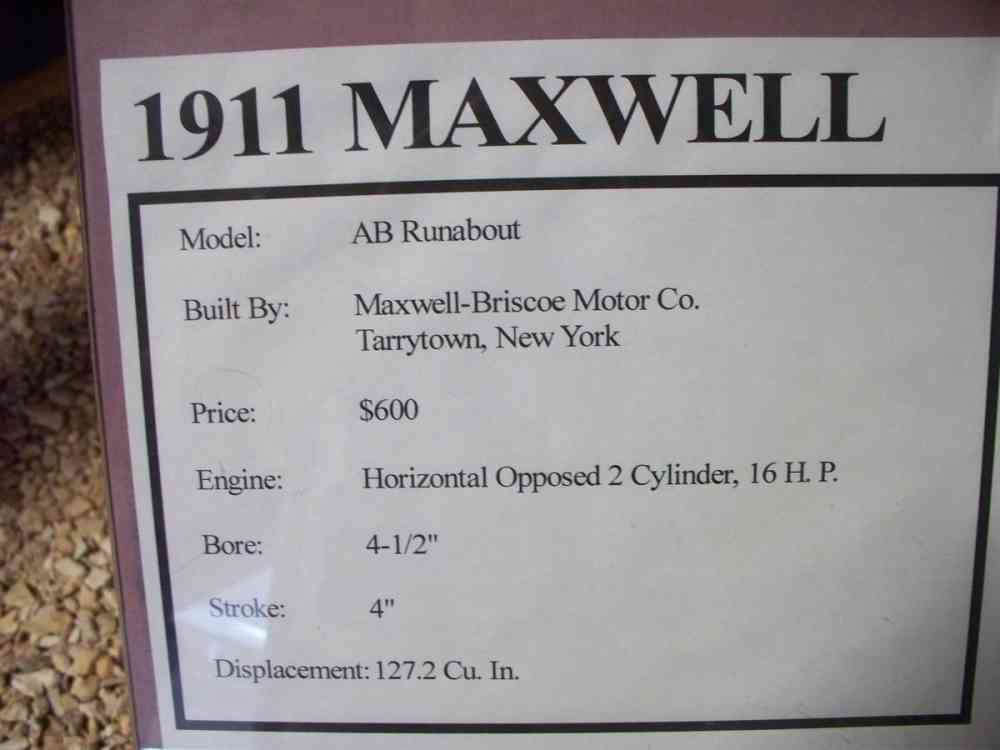 1911 MAXWELL
Model: AB Runabout
Built By: Maxwell-Briscoe Motor Co.
Tarrytown, New York
Price: $600
Engine: Horizontal Opposed 2 Cylinder, 16 H. P.
Bore: 4-1/2"
Stroke: 4"
Displacement: 127.2 Cu. In.